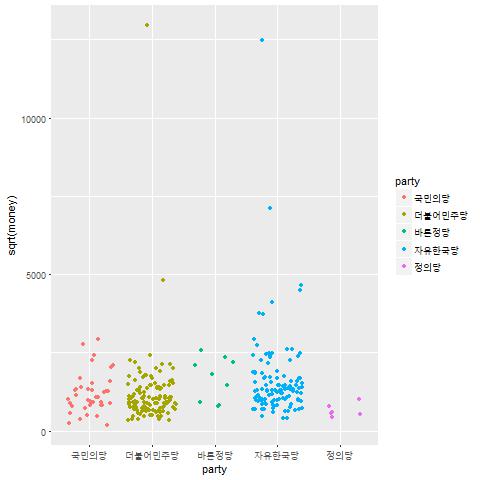 sqrt(money)
10000
5000
0
국민의당 더불어민주당 바른정당 자유한국당 정의당
party
party
국민의당
더불어민주당
바른정당
자유한국당
정의당